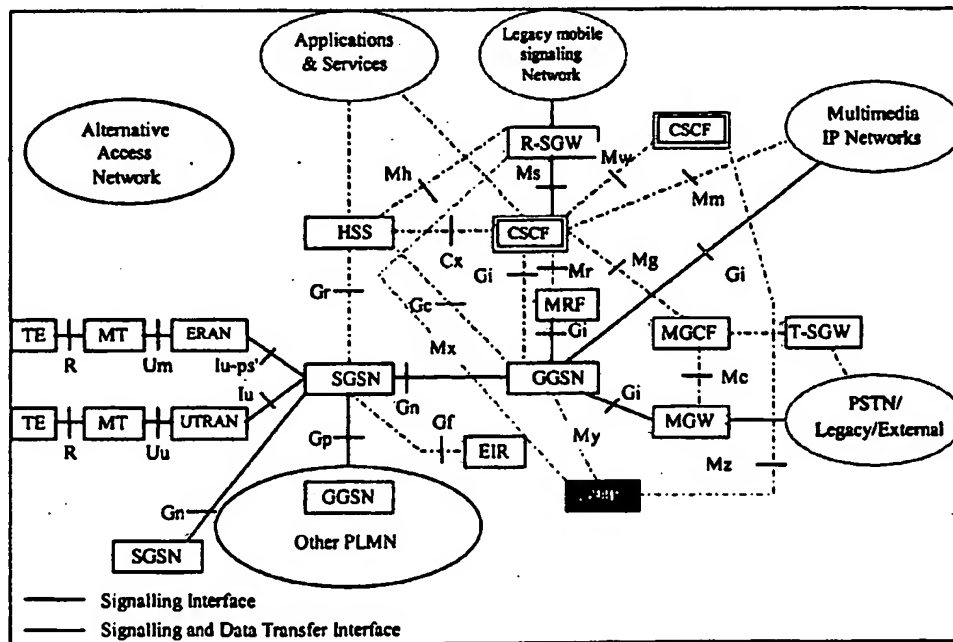 Applications
& Services
Legacy mobile
signaling
Network
Alternative
Access
Network
Multimedia
IP Networks
CSCF
R-SGW
Mh
Ms
Mw
Mm
HSS
CSCF
Cx
Gi
Mr
Mg
Gi
Gr
Gc
MRF
Gi
TE
MT
ERAN
MGCF
T-SGW
R
Um
Iu-ps'
Mx
Mc
SGSN
GGSN
Iu
Gn
Gi
TE
MT
UTRAN
MGW
PSTN/
Legacy/External
R
Uu
Gp
Gf
My
Mz
EIR
GGSN
Gn
SGSN
Other PLMN
Signalling Interface
Signalling and Data Transfer Interface